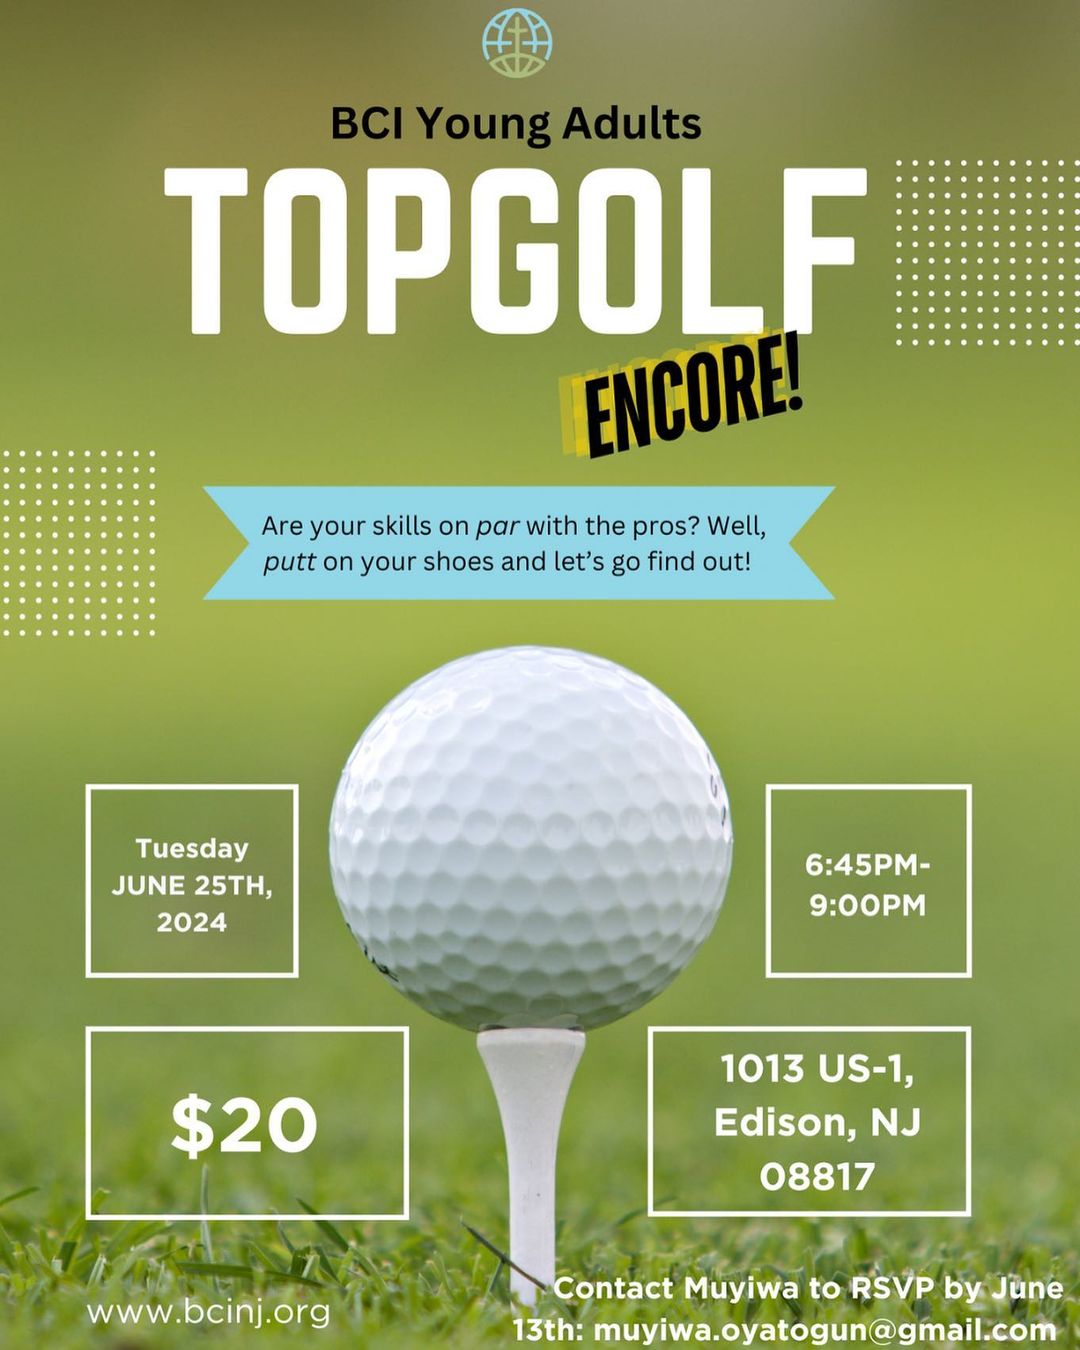 BCI Young Adults
TOPGOLF
ENCORE!
Are your skills on par with the pros? Well,
putt on your shoes and let's go find out!
Tuesday
JUNE 25TH,
2024
6:45PM-
9:00PM
$20
1013 US-1,
Edison, NJ
08817
www.bcinj.org
Contact Muyiwa to RSVP by June
13th: muyiwa.oyatogun@gmail.com